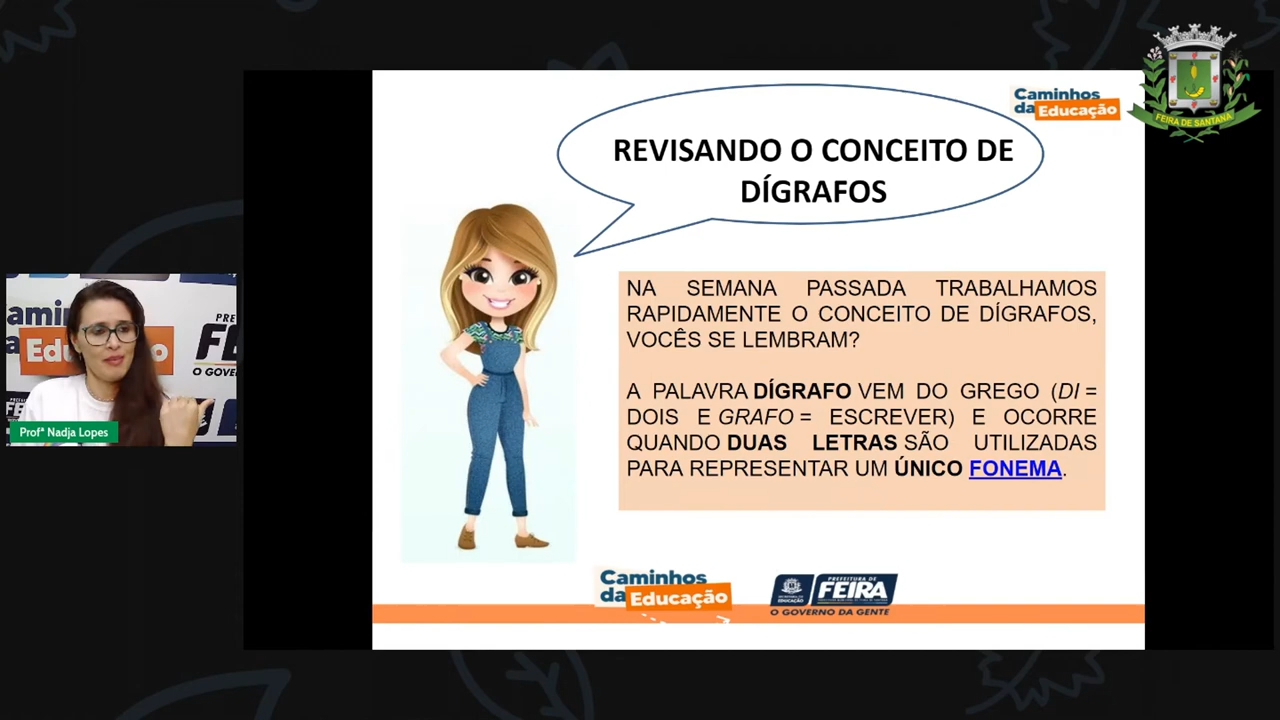 FEIRA DE SANTANA
Caminhos
da Educação
REVISANDO O CONCEITO DE
DÍGRAFOS
NA SEMANA PASSADA TRABALHAMOS
RAPIDAMENTE O CONCEITO DE DÍGRAFOS,
VOCÊS SE LEMBRAM?
A PALAVRA DÍGRAFO VEM DO GREGO (DI =
DOIS E GRAFO = ESCREVER) E OCORRE
QUANDO DUAS LETRAS SÃO UTILIZADAS
PARA REPRESENTAR UM ÚNICO FONEMA.
Profª Nadja Lopes
Caminhos
da Educação
PREFEITURA DE
FEIRA
EDUCAÇÃO
O GOVERNO DA GENTE